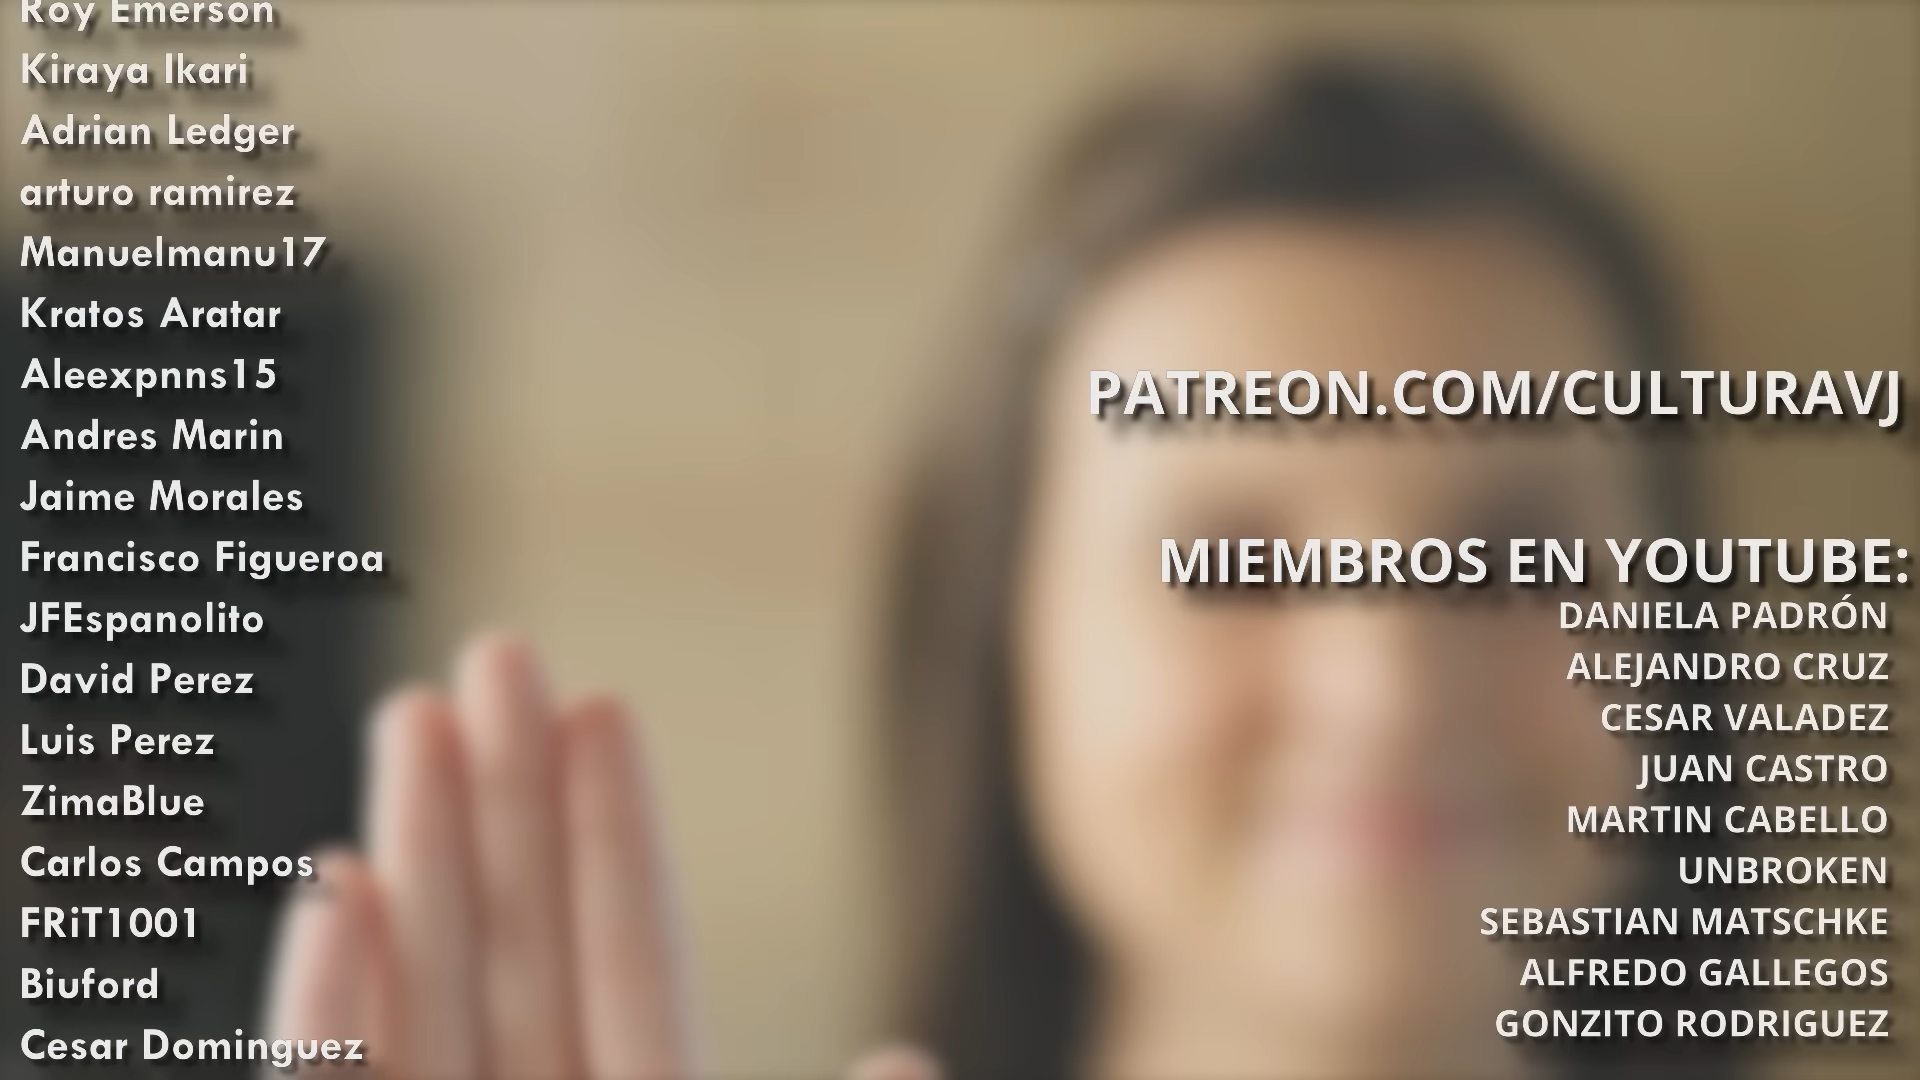 Roy Emerson
Kiraya Ikari
Adrian Ledger
arturo ramirez
Manuelmanu17
Kratos Aratar
Aleexpnns15
Andres Marin
Jaime Morales
Francisco Figueroa
JFEspanolito
David Perez
Luis Perez
ZimaBlue
Carlos Campos
FRiT1001
Biuford
Cesar Dominguez
PATREON.COM/CULTURAVJ
MIEMBROS EN YOUTUBE:
DANIELA PADRÓN
ALEJANDRO CRUZ
CESAR VALADEZ
JUAN CASTRO
MARTIN CABELLO
UNBROKEN
SEBASTIAN MATSCHKE
ALFREDO GALLEGOS
GONZITO RODRIGUEZ